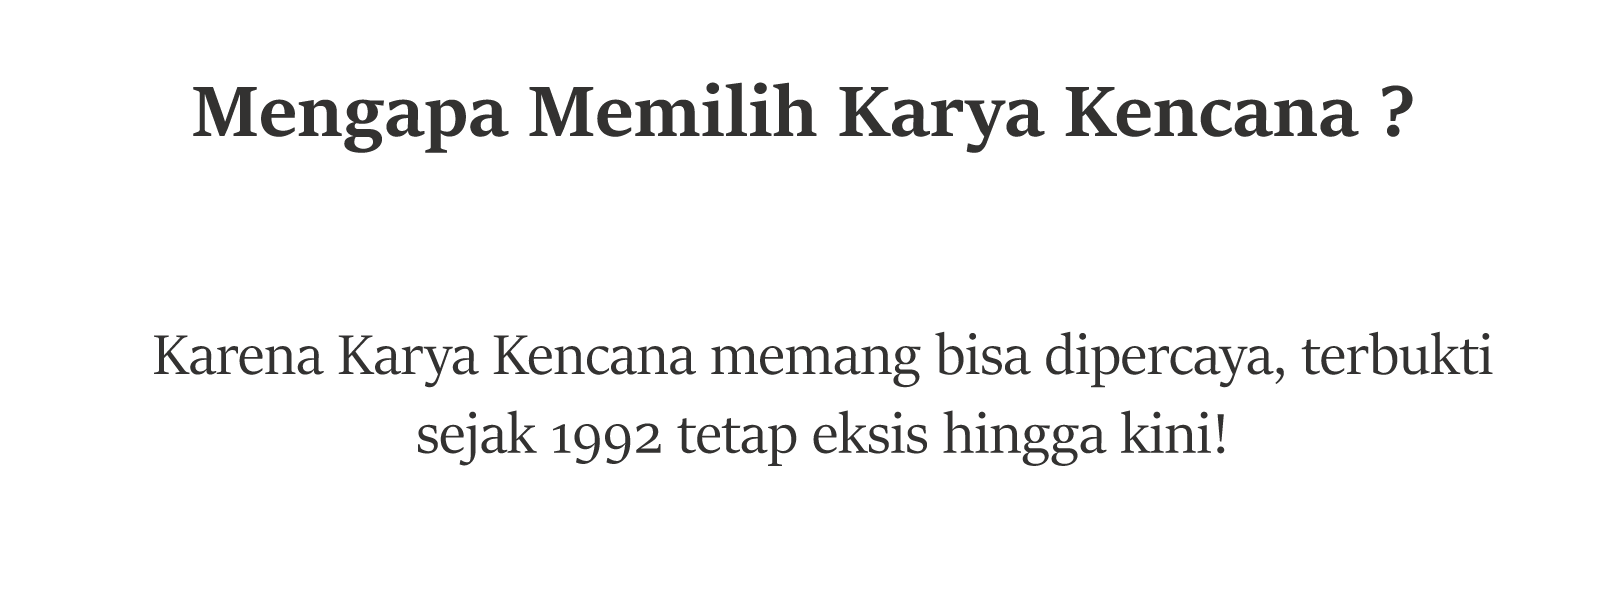 Mengapa Memilih Karya Kencana ?
Karena Karya Kencana memang bisa dipercaya, terbukti
sejak 1992 tetap eksis hingga kini!